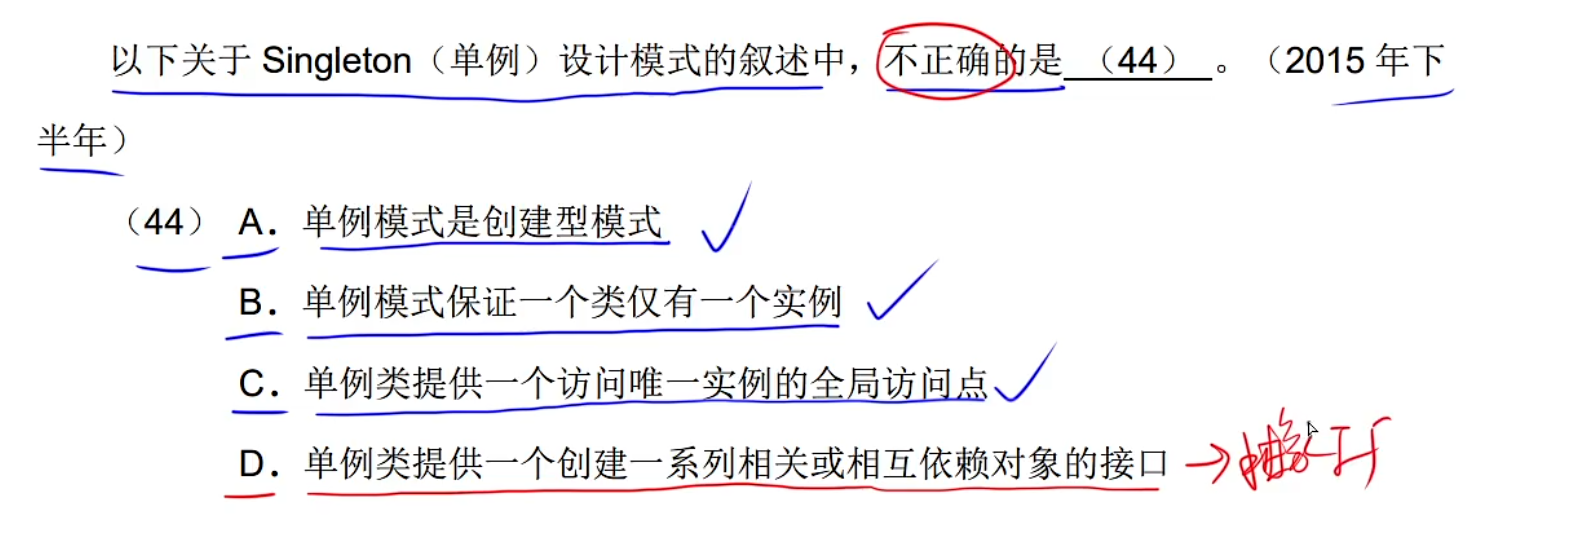 以下关于 Singleton（单例）设计模式的叙述中，不正确的是 （44） 。（2015 年下
半年）
（44） A．单例模式是创建型模式
B．单例模式保证一个类仅有一个实例
C．单例类提供一个访问唯一实例的全局访问点
D．单例类提供一个创建一系列相关或相互依赖对象的接口 → 抽象工厂